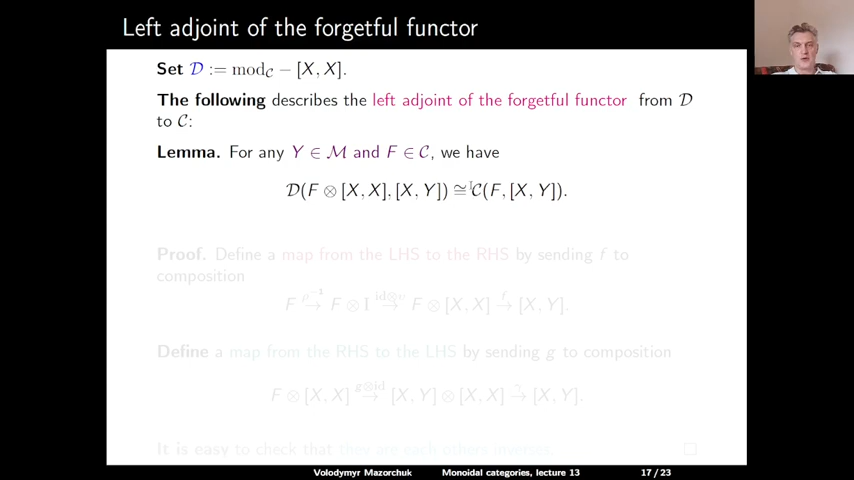 Left adjoint of the forgetful functor
Set 𝒟 := mod_𝒞 − [X, X].
The following describes the left adjoint of the forgetful functor from 𝒟
to 𝒞:
Lemma. For any Y ∈ ℳ and F ∈ 𝒞, we have
𝒟(F ⊗ [X, X], [X, Y]) ≅ 𝒞(F, [X, Y]).
Proof. Define a map from the LHS to the RHS by sending f to
composition
F →^{ρ^{−1}} F ⊗ 𝕀 →^{id⊗υ} F ⊗ [X, X] →^{f} [X, Y].
Define a map from the RHS to the LHS by sending g to composition
F ⊗ [X, X] →^{g⊗id} [X, Y] ⊗ [X, X] →^{γ} [X, Y].
It is easy to check that they are each others inverses. □
Volodymyr Mazorchuk Monoidal categories, lecture 13 17 / 23